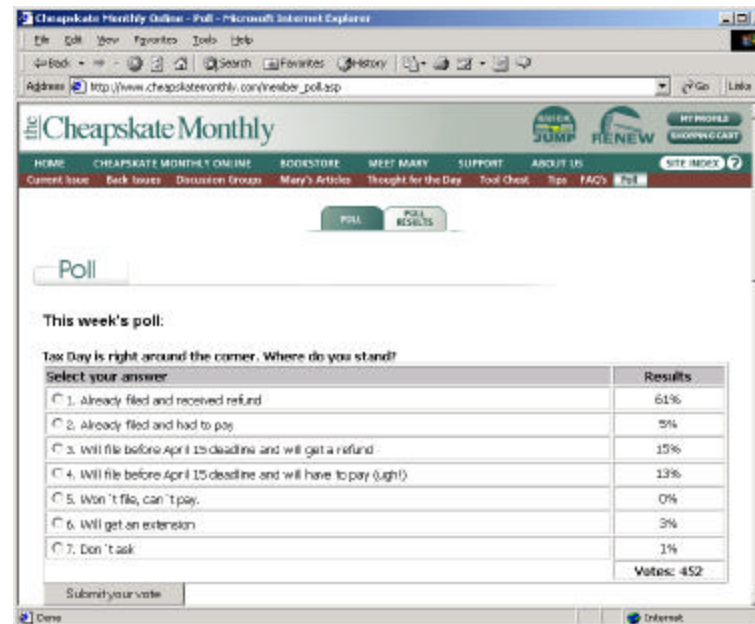 Cheapskate Monthly Online - Poll - Microsoft Internet Explorer
File Edit View Favorites Tools Help
Back Search Favorites History
Address http://www.cheapskatemonthly.com/member_poll.asp Go Links
the Cheapskate Monthly QUICK JUMP RENEW MY PROFILE SHOPPING CART
HOME CHEAPSKATE MONTHLY ONLINE BOOKSTORE MEET MARY SUPPORT ABOUT US SITE INDEX ?
Current Issue Back Issues Discussion Groups Mary's Articles Thought for the Day Tool Chest Tips FAQ's Poll
POLL POLL RESULTS
Poll
This week's poll:
Tax Day is right around the corner. Where do you stand?
Select your answer Results
1. Already filed and received refund 61%
2. Already filed and had to pay 5%
3. Will file before April 15 deadline and will get a refund 15%
4. Will file before April 15 deadline and will have to pay (ugh!) 13%
5. Won't file, can't pay. 0%
6. Will get an extension 3%
7. Don't ask 1%
Votes: 452
Submit your vote
Done Internet